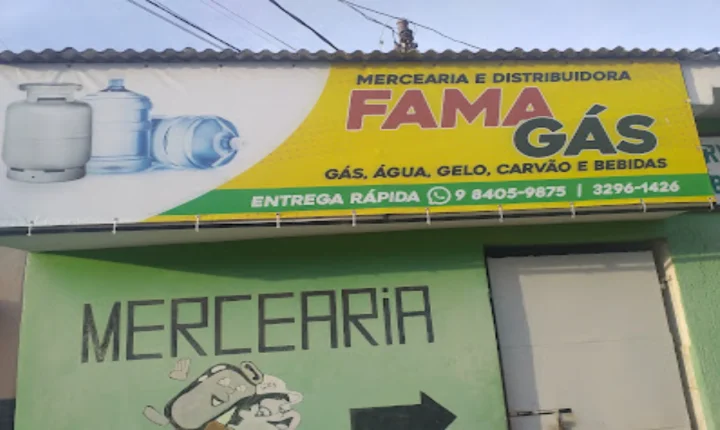 MERCEARIA E DISTRIBUIDORA
FAMA
GÁS
GÁS, ÁGUA, GELO, CARVÃO E BEBIDAS
ENTREGA RÁPIDA 9 8405-9875 | 3296-1426
MERCEARiA